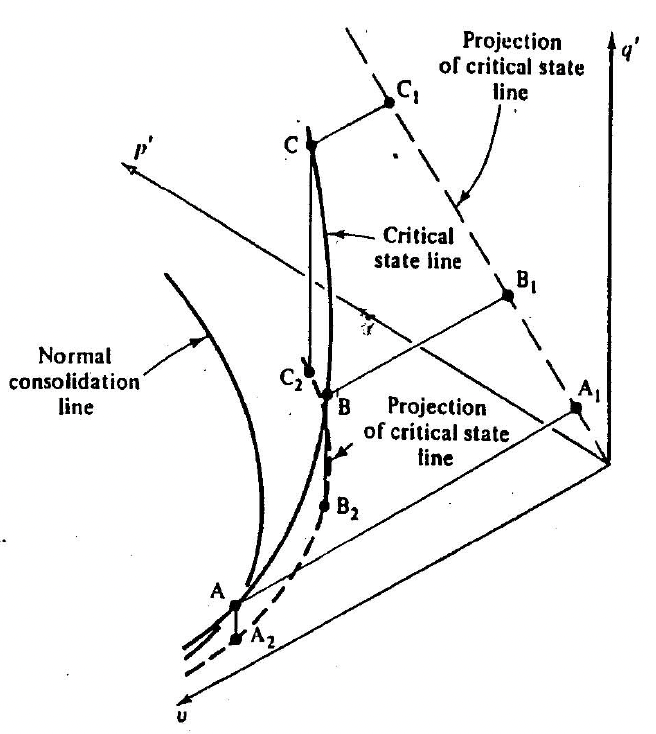 Projection
of critical state
line
q'
C₁
C
p'
Critical
state line
B₁
Normal
consolidation
line
C₂
B
Projection
of critical state
line
A₁
B₂
A
A₂
υ